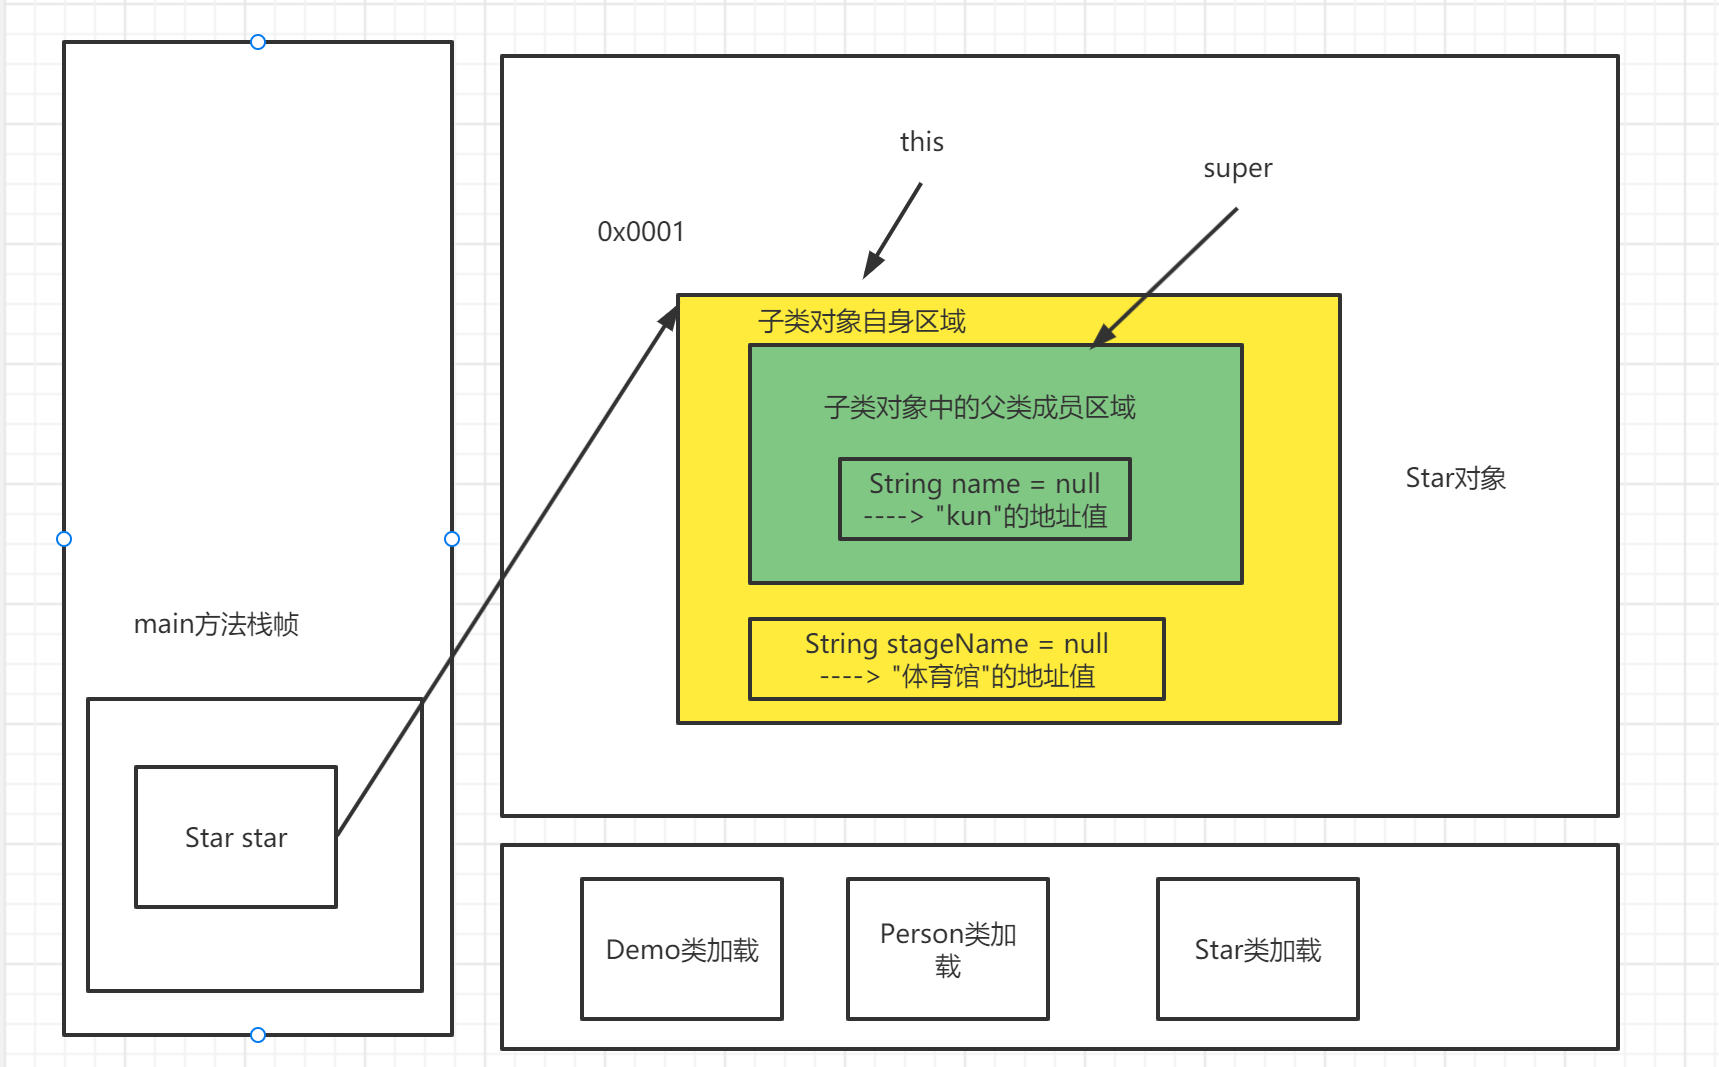 this
super
0x0001
子类对象自身区域
子类对象中的父类成员区域
String name = null
----> "kun"的地址值
Star对象
String stageName = null
----> "体育馆"的地址值
main方法栈帧
Star star
Demo类加载
Person类加
载
Star类加载